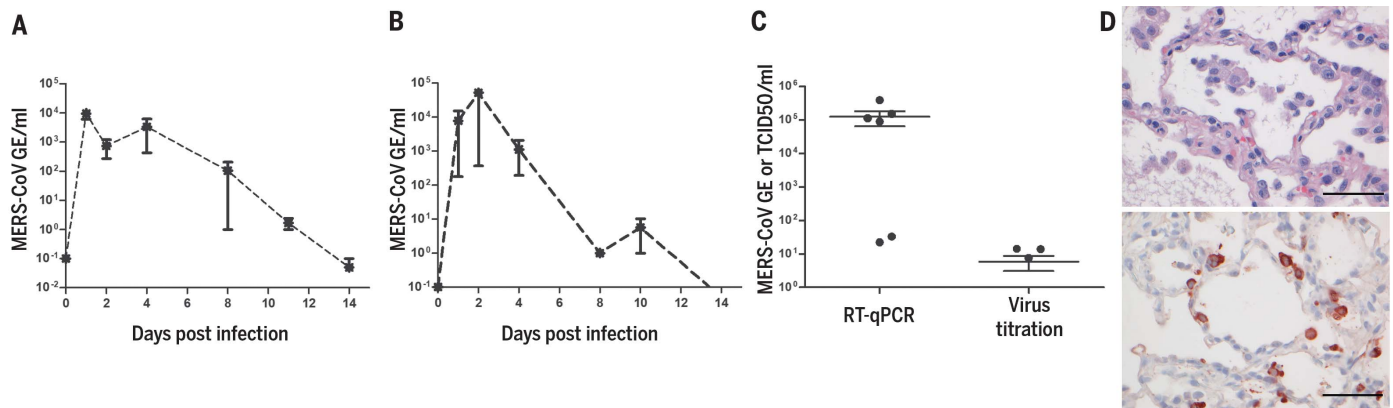 A
B
C
D
MERS-CoV GE/ml
10⁵
10⁴
10³
10²
10¹
10⁰
10⁻¹
10⁻²
0 2 4 6 8 10 12 14
Days post infection
MERS-CoV GE/ml
10⁵
10⁴
10³
10²
10¹
10⁰
10⁻¹
0 2 4 6 8 10 12 14
Days post infection
MERS-CoV GE or TCID50/ml
10⁶
10⁵
10⁴
10³
10²
10¹
10⁰
RT-qPCR
Virus
titration